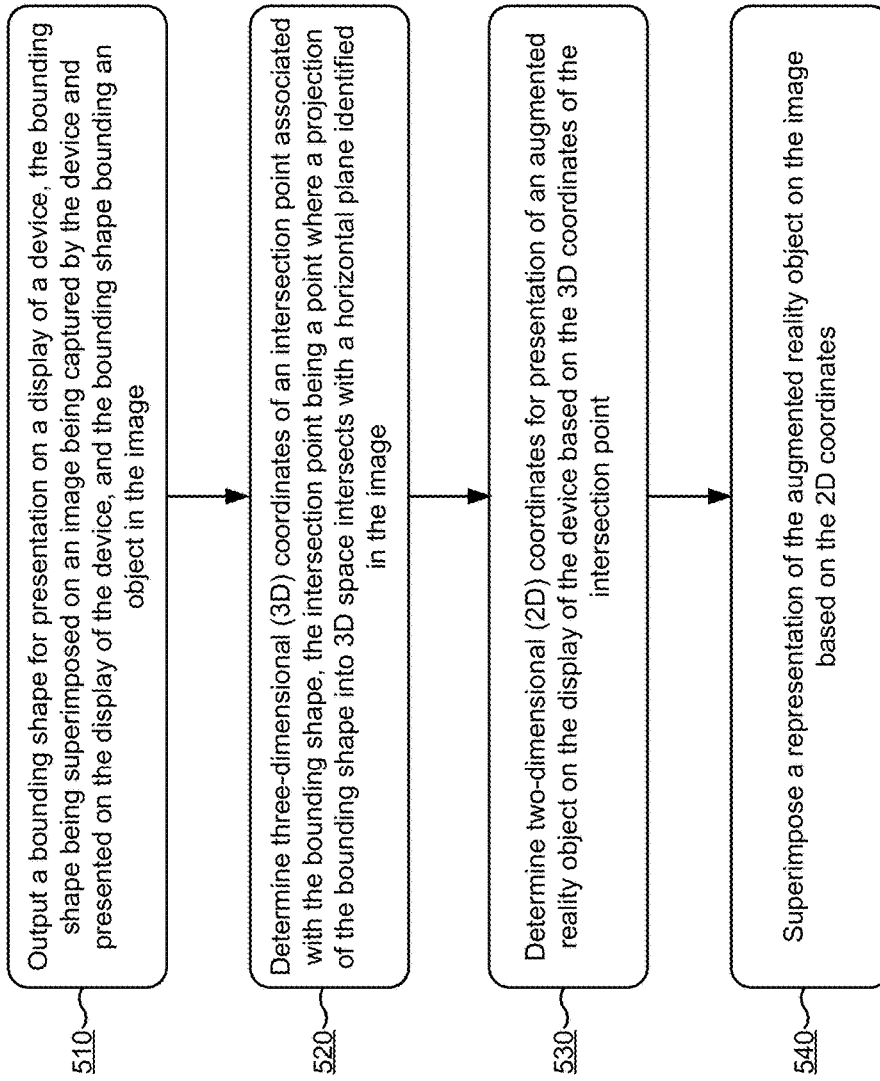 510
Output a bounding shape for presentation on a display of a device, the bounding
shape being superimposed on an image being captured by the device and
presented on the display of the device, and the bounding shape bounding an
object in the image
520
Determine three-dimensional (3D) coordinates of an intersection point associated
with the bounding shape, the intersection point being a point where a projection
of the bounding shape into 3D space intersects with a horizontal plane identified
in the image
530
Determine two-dimensional (2D) coordinates for presentation of an augmented
reality object on the display of the device based on the 3D coordinates of the
intersection point
540
Superimpose a representation of the augmented reality object on the image
based on the 2D coordinates